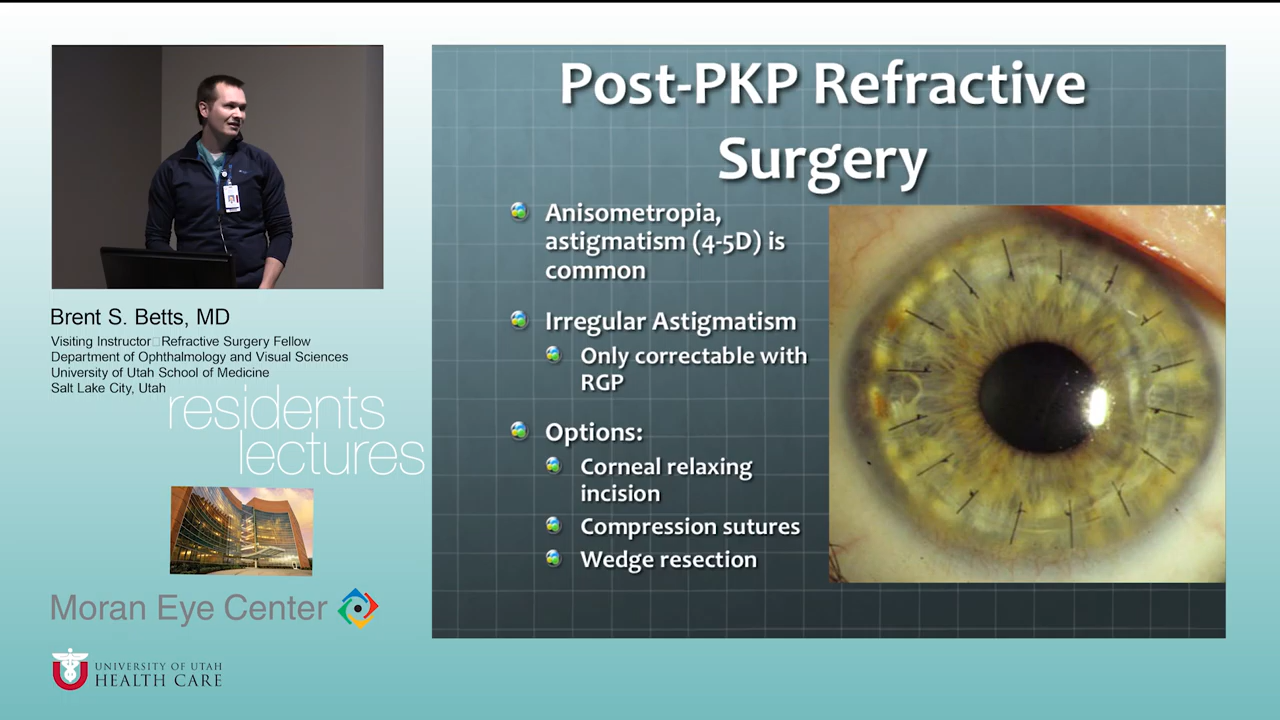 Post-PKP Refractive
Surgery
Anisometropia,
astigmatism (4-5D) is
common
Irregular Astigmatism
Only correctable with
RGP
Options:
Corneal relaxing
incision
Compression sutures
Wedge resection
Brent S. Betts, MD
Visiting Instructor□Refractive Surgery Fellow
Department of Ophthalmology and Visual Sciences
University of Utah School of Medicine
Salt Lake City, Utah
residents
lectures
Moran Eye Center
UNIVERSITY OF UTAH
HEALTH CARE